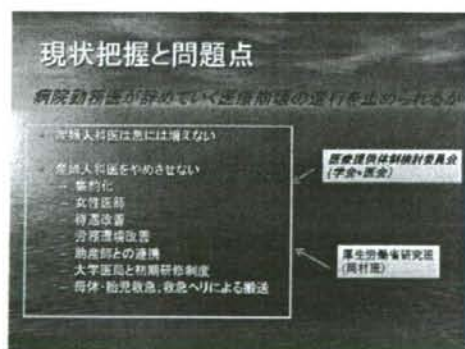 現状把握と問題点
病院勤務医が辞めていく医療崩壊の進行を止められるか
産婦人科医は急には増えない
産婦人科医をやめさせない
– 集約化
– 女性医師
– 待遇改善
– 労務環境改善
– 助産師との連携
– 大学医局と初期研修制度
– 母体・胎児救急、救急ヘリによる搬送
医療提供体制検討委員会
(学会・医会)
厚生労働省研究班
(岡村班)